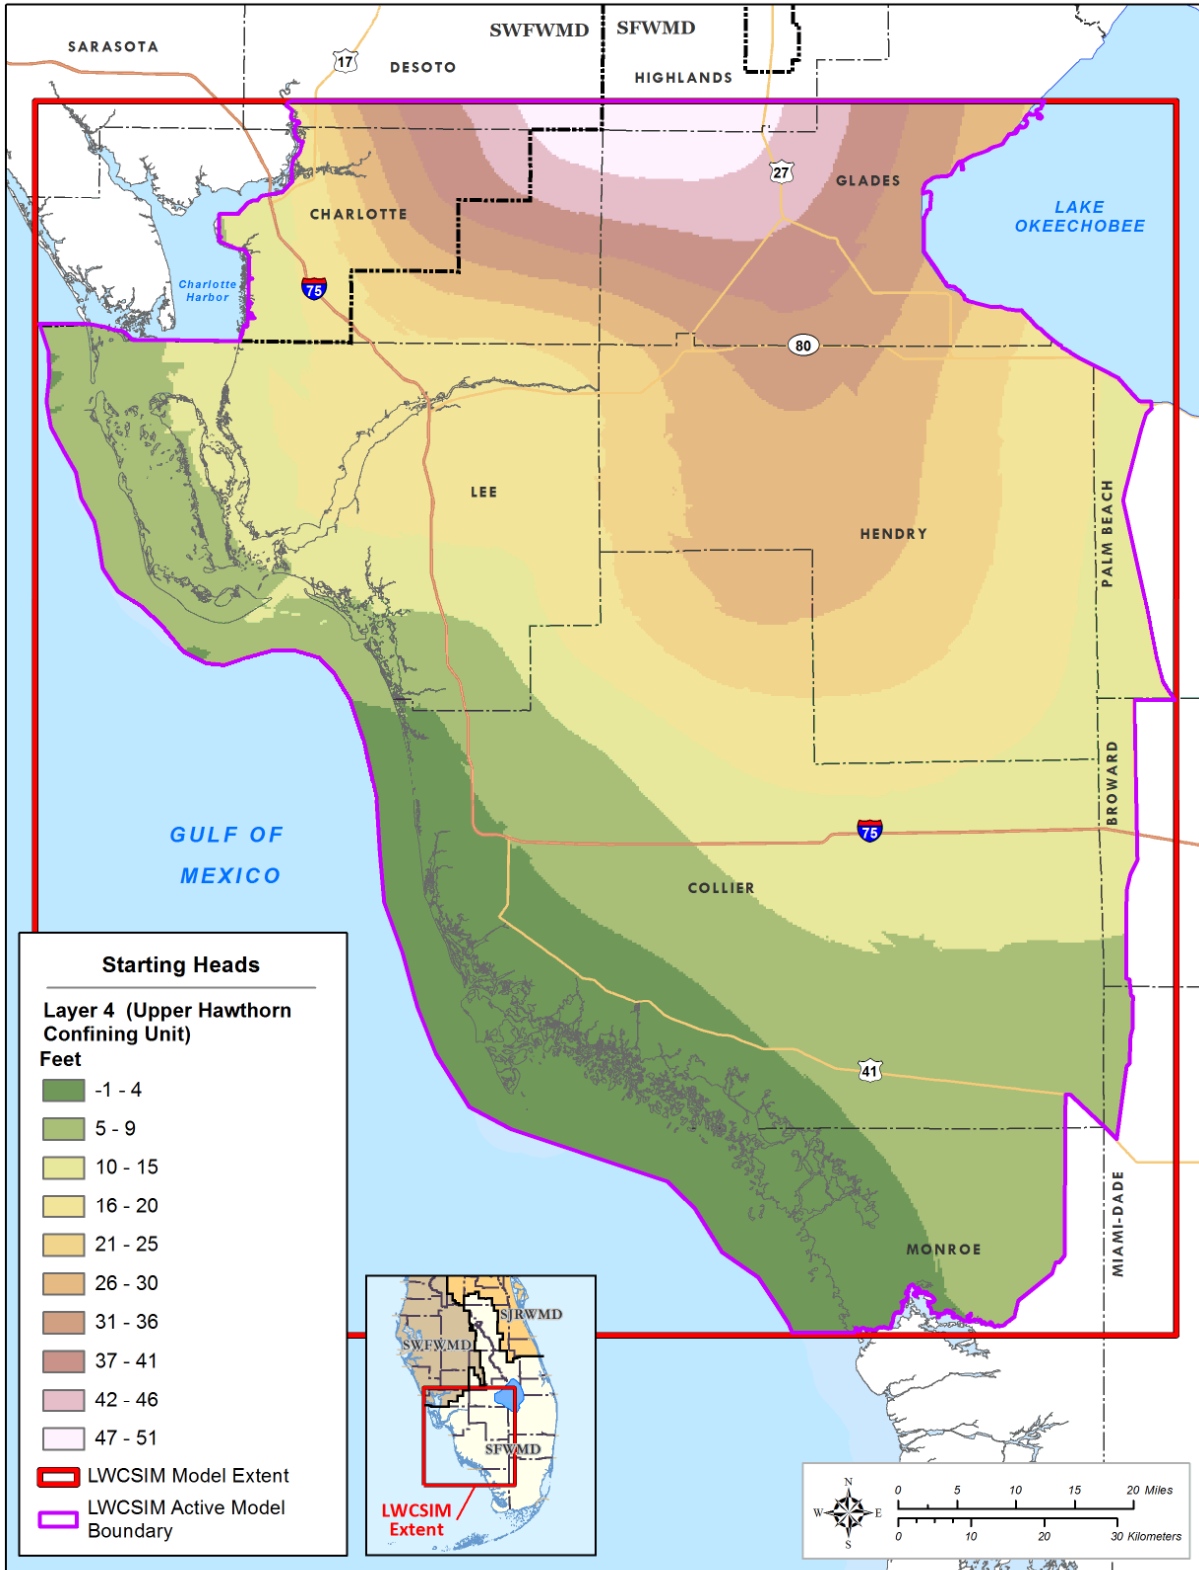 SWFWMD
SFWMD
SARASOTA
17
DESOTO
HIGHLANDS
27
GLADES
CHARLOTTE
LAKE
OKEECHOBEE
Charlotte
Harbor
75
80
LEE
HENDRY
PALM BEACH
BROWARD
GULF OF
MEXICO
75
COLLIER
41
MONROE
MIAMI-DADE
Starting Heads
Layer 4 (Upper Hawthorn
Confining Unit)
Feet
-1 - 4
5 - 9
10 - 15
16 - 20
21 - 25
26 - 30
31 - 36
37 - 41
42 - 46
47 - 51
LWCSIM Model Extent
LWCSIM Active Model
Boundary
SJRWMD
SWFWMD
SFWMD
LWCSIM
Extent
N
W E
S
0 5 10 15 20 Miles
0 10 20 30 Kilometers